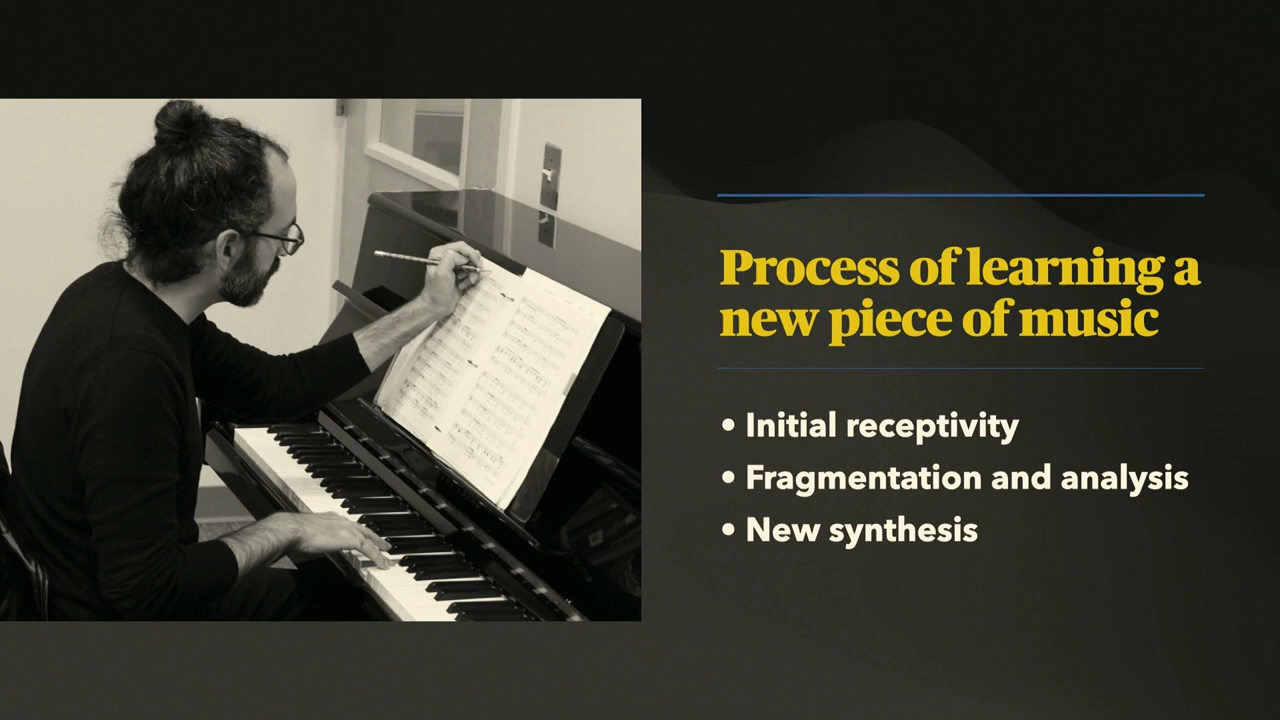 Process of learning a
new piece of music
• Initial receptivity
• Fragmentation and analysis
• New synthesis